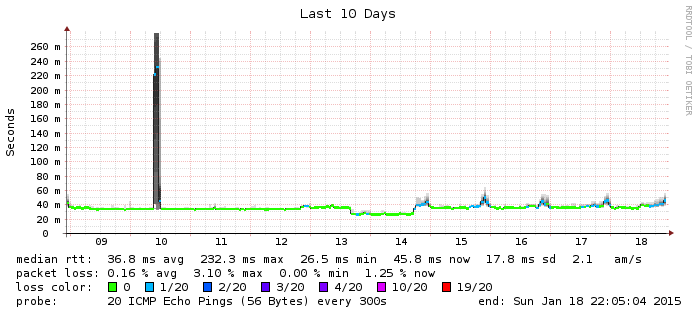 Last 10 Days
RRDTOOL / TOBI OETIKER
Seconds
260 m
240 m
220 m
200 m
180 m
160 m
140 m
120 m
100 m
80 m
60 m
40 m
20 m
0
09 10 11 12 13 14 15 16 17 18
median rtt: 36.8 ms avg 232.3 ms max 26.5 ms min 45.8 ms now 17.8 ms sd 2.1 am/s
packet loss: 0.16 % avg 3.10 % max 0.00 % min 1.25 % now
loss color: 0 1/20 2/20 3/20 4/20 10/20 19/20
probe: 20 ICMP Echo Pings (56 Bytes) every 300s end: Sun Jan 18 22:05:04 2015